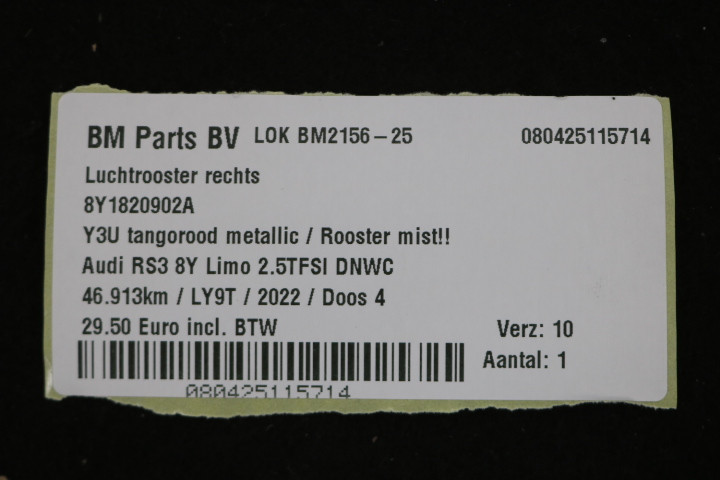 BM Parts BV LOK BM2156-25 080425115714
Luchtrooster rechts
8Y1820902A
Y3U tangorood metallic / Rooster mist!!
Audi RS3 8Y Limo 2.5TFSI DNWC
46.913km / LY9T / 2022 / Doos 4
29.50 Euro incl. BTW Verz: 10
Aantal: 1
080425115714